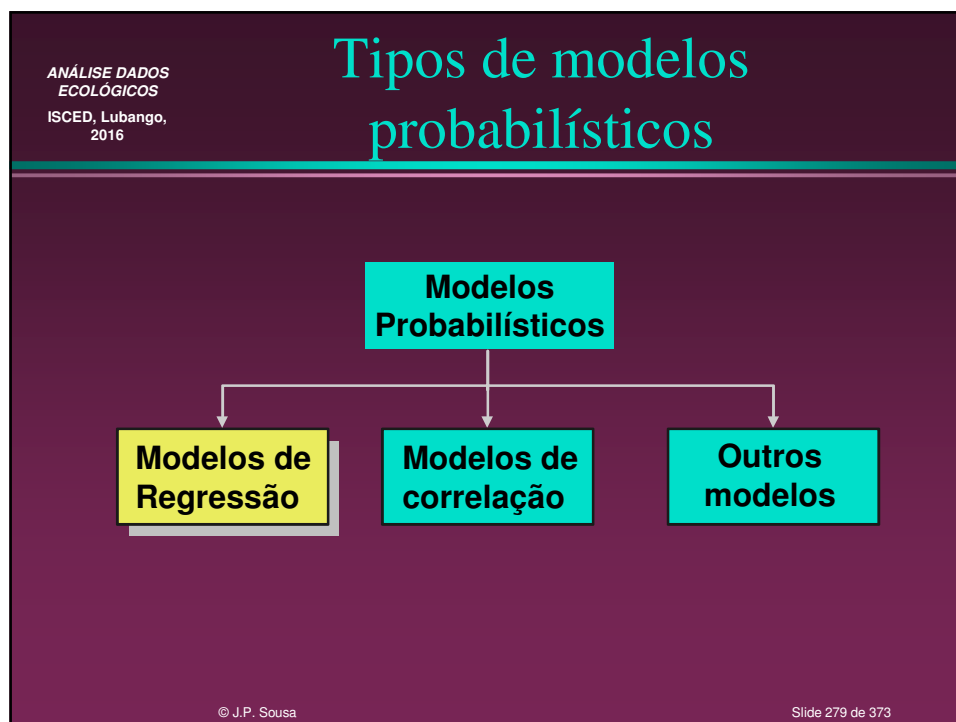 ANÁLISE DADOS
ECOLÓGICOS
ISCED, Lubango,
2016
Tipos de modelos
probabilísticos
Modelos
Probabilísticos
Modelos de
Regressão
Modelos de
correlação
Outros
modelos
© J.P. Sousa
Slide 279 de 373